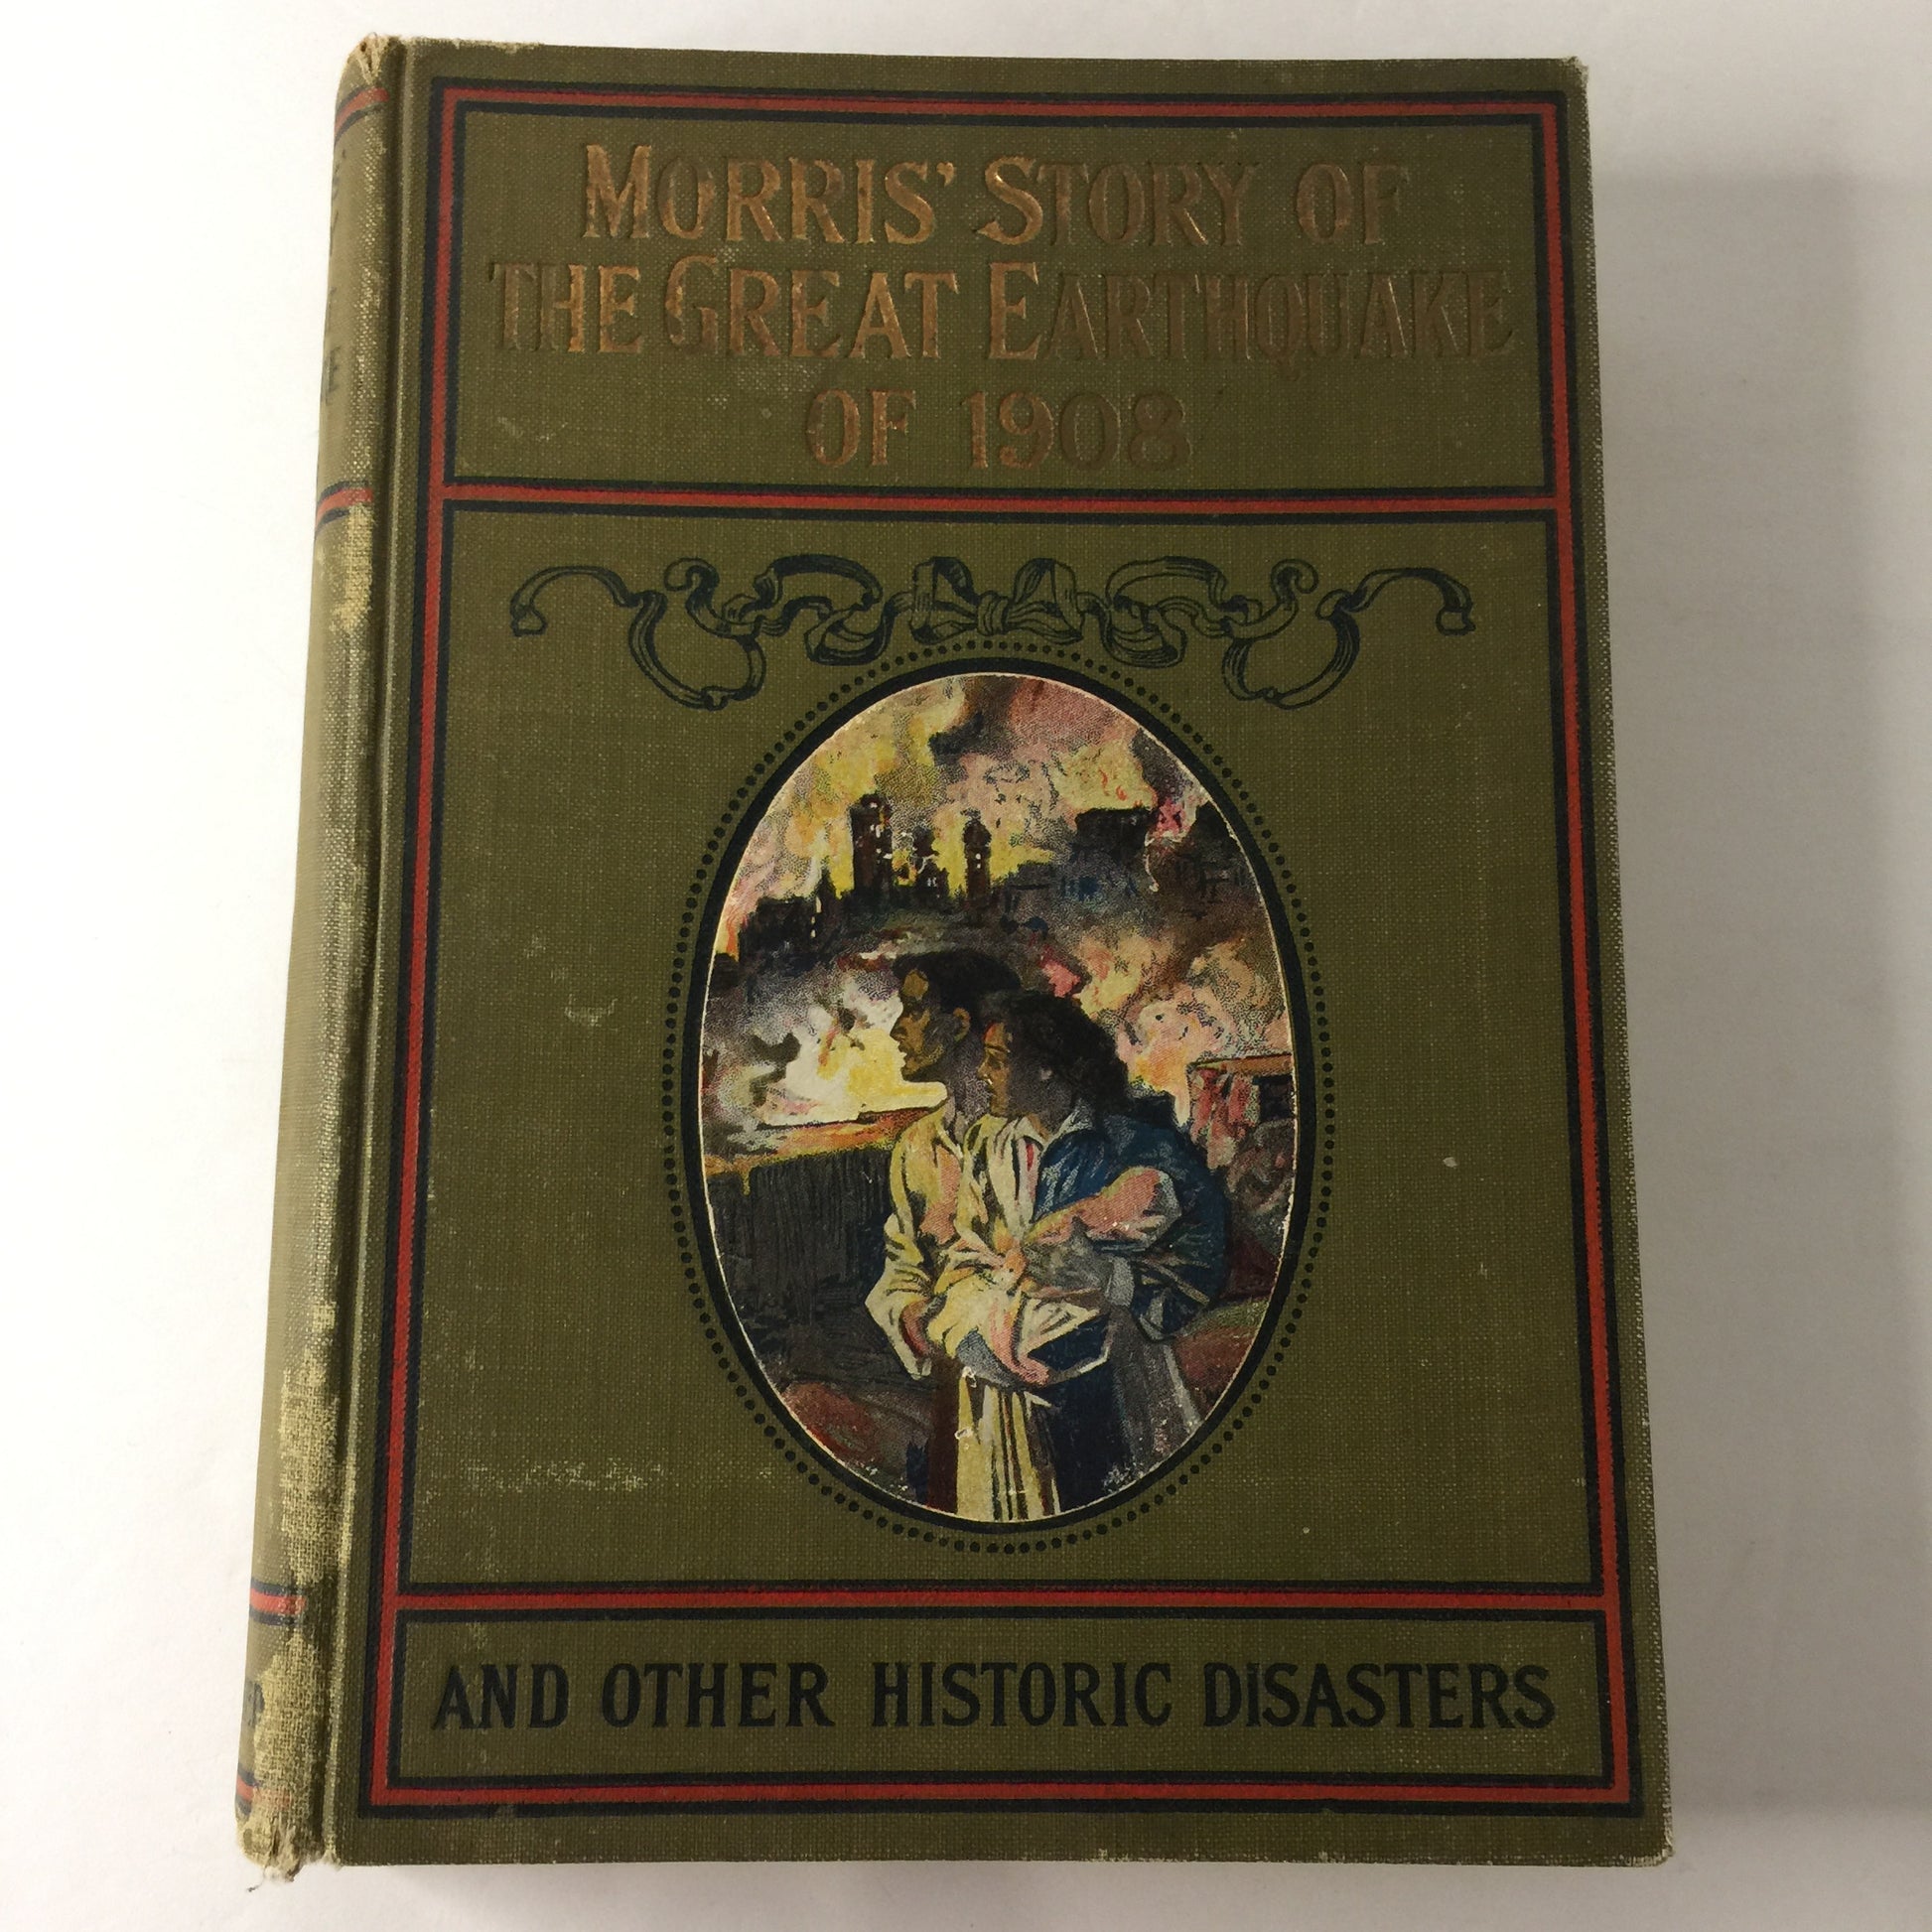 MORRIS' STORY OF
THE GREAT EARTHQUAKE
OF 1908
AND OTHER HISTORIC DISASTERS